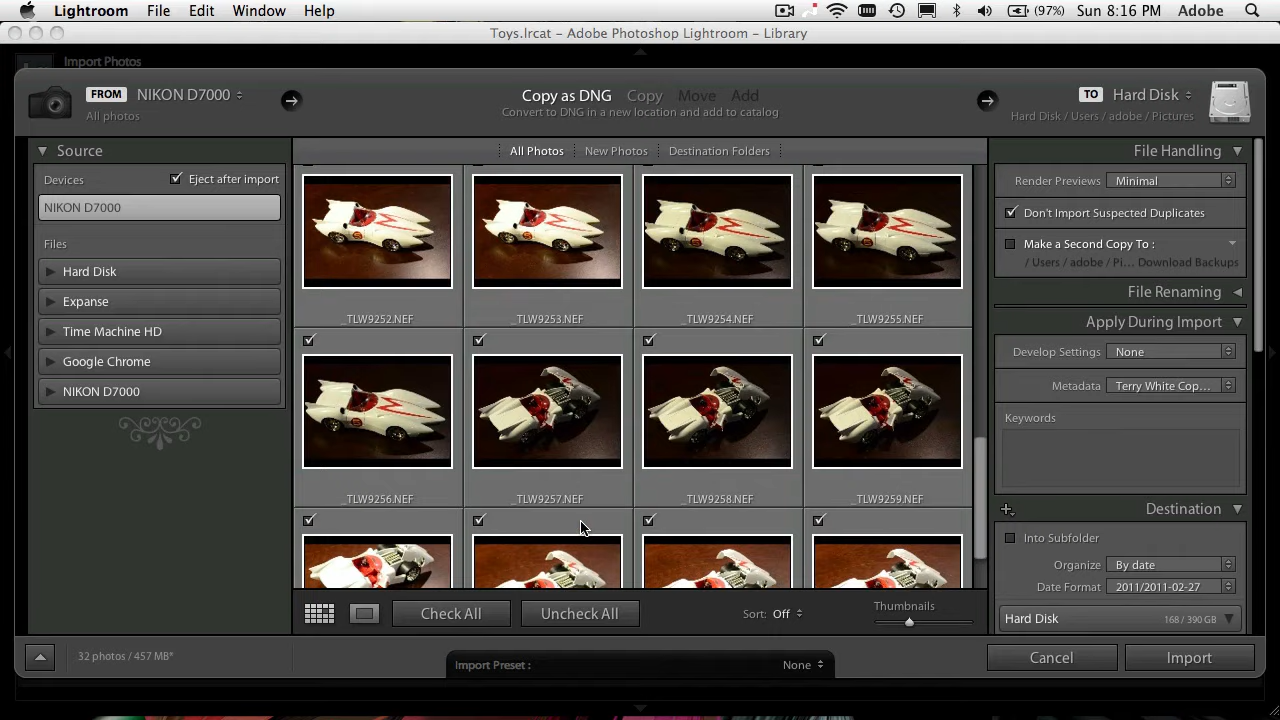 Lightroom File Edit Window Help (97%) Sun 8:16 PM Adobe
Toys.lrcat – Adobe Photoshop Lightroom – Library
Import Photos
FROM NIKON D7000
All photos
Copy as DNG Copy Move Add
Convert to DNG in a new location and add to catalog
TO Hard Disk
Hard Disk / Users / adobe / Pictures
Source
Devices Eject after import
NIKON D7000
Files
Hard Disk
Expanse
Time Machine HD
Google Chrome
NIKON D7000
All Photos New Photos Destination Folders
_TLW9252.NEF _TLW9253.NEF _TLW9254.NEF _TLW9255.NEF
_TLW9256.NEF _TLW9257.NEF _TLW9258.NEF _TLW9259.NEF
File Handling
Render Previews Minimal
Don't Import Suspected Duplicates
Make a Second Copy To :
/ Users / adobe / Pi... Download Backups
File Renaming
Apply During Import
Develop Settings None
Metadata Terry White Cop...
Keywords
Destination
Into Subfolder
Organize By date
Date Format 2011/2011-02-27
Hard Disk 168 / 390 GB
Check All Uncheck All Sort: Off Thumbnails
32 photos / 457 MB*
Import Preset : None
Cancel Import